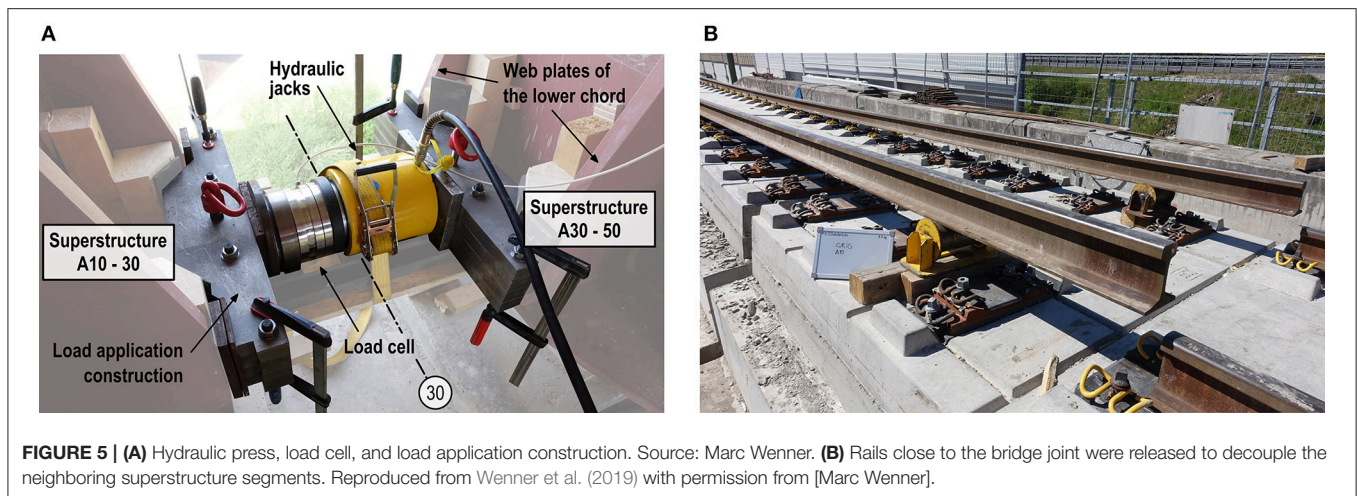 A
B
Hydraulic
jacks
Web plates of
the lower chord
Superstructure
A10 - 30
Superstructure
A30 - 50
Load application
construction
Load cell
30
FIGURE 5 | (A) Hydraulic press, load cell, and load application construction. Source: Marc Wenner. (B) Rails close to the bridge joint were released to decouple the
neighboring superstructure segments. Reproduced from Wenner et al. (2019) with permission from [Marc Wenner].